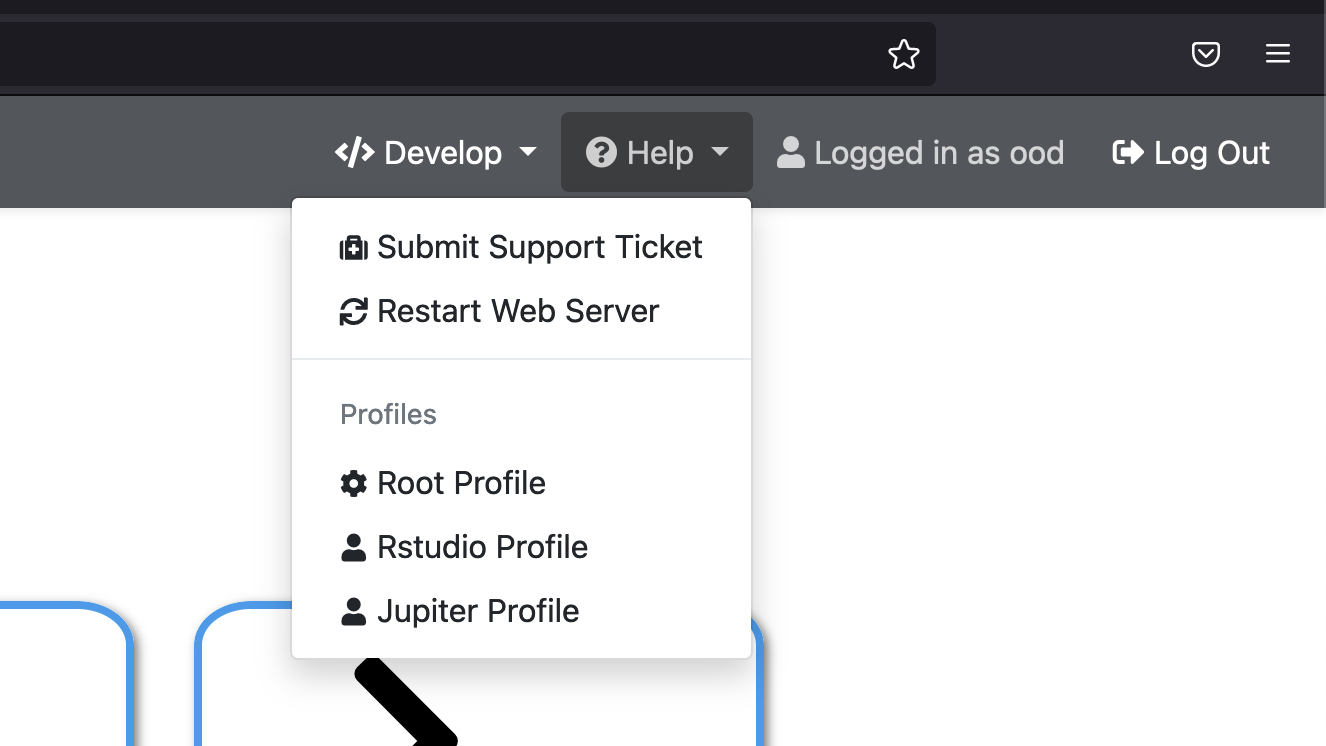 Develop Help Logged in as ood Log Out
Submit Support Ticket
Restart Web Server
Profiles
Root Profile
Rstudio Profile
Jupiter Profile